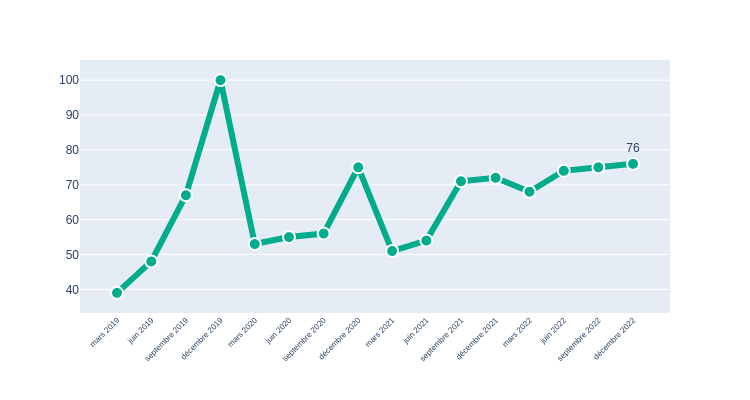 100
90
80
70
60
50
40
76
mars 2019
juin 2019
septembre 2019
décembre 2019
mars 2020
juin 2020
septembre 2020
décembre 2020
mars 2021
juin 2021
septembre 2021
décembre 2021
mars 2022
juin 2022
septembre 2022
décembre 2022